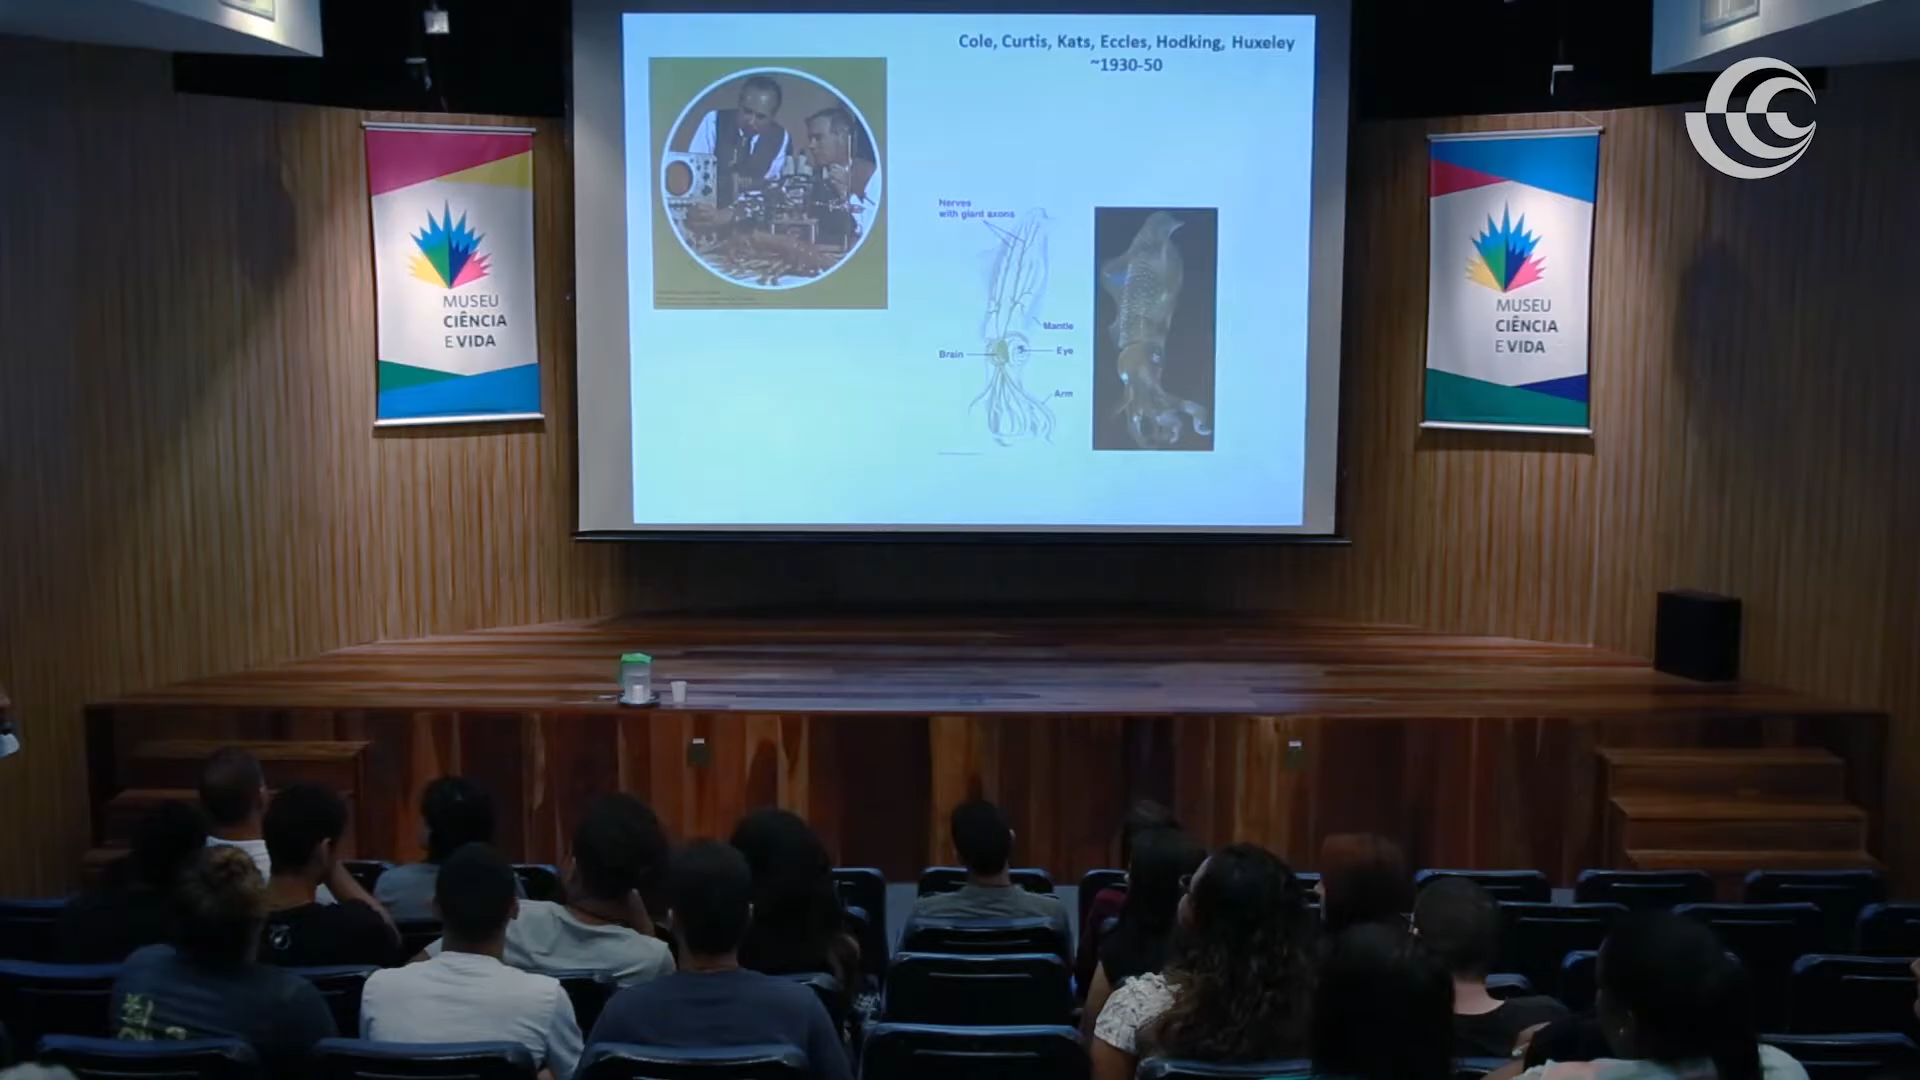 Cole, Curtis, Kats, Eccles, Hodking, Huxeley
~1930-50
Nerves
with giant axons
Mantle
Brain
Eye
Arm
MUSEU
CIÊNCIA
E VIDA
MUSEU
CIÊNCIA
E VIDA